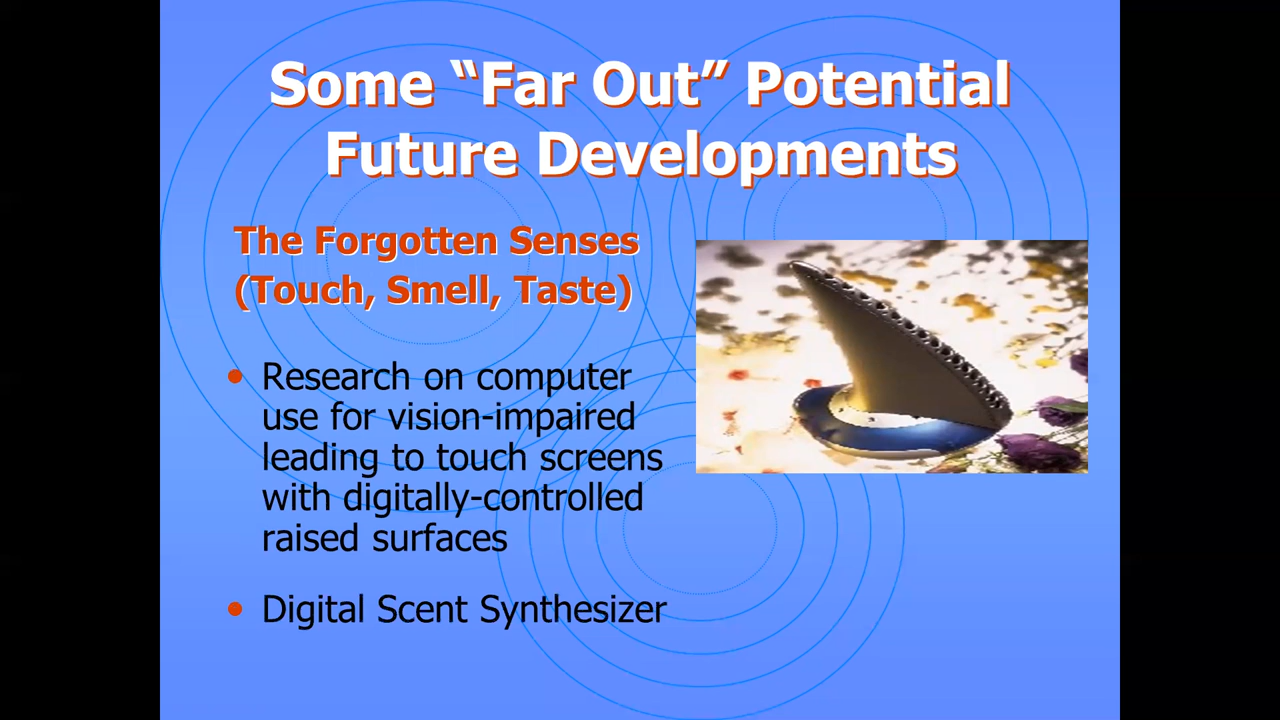 Some “Far Out” Potential
Future Developments
The Forgotten Senses
(Touch, Smell, Taste)
• Research on computer
use for vision-impaired
leading to touch screens
with digitally-controlled
raised surfaces
• Digital Scent Synthesizer